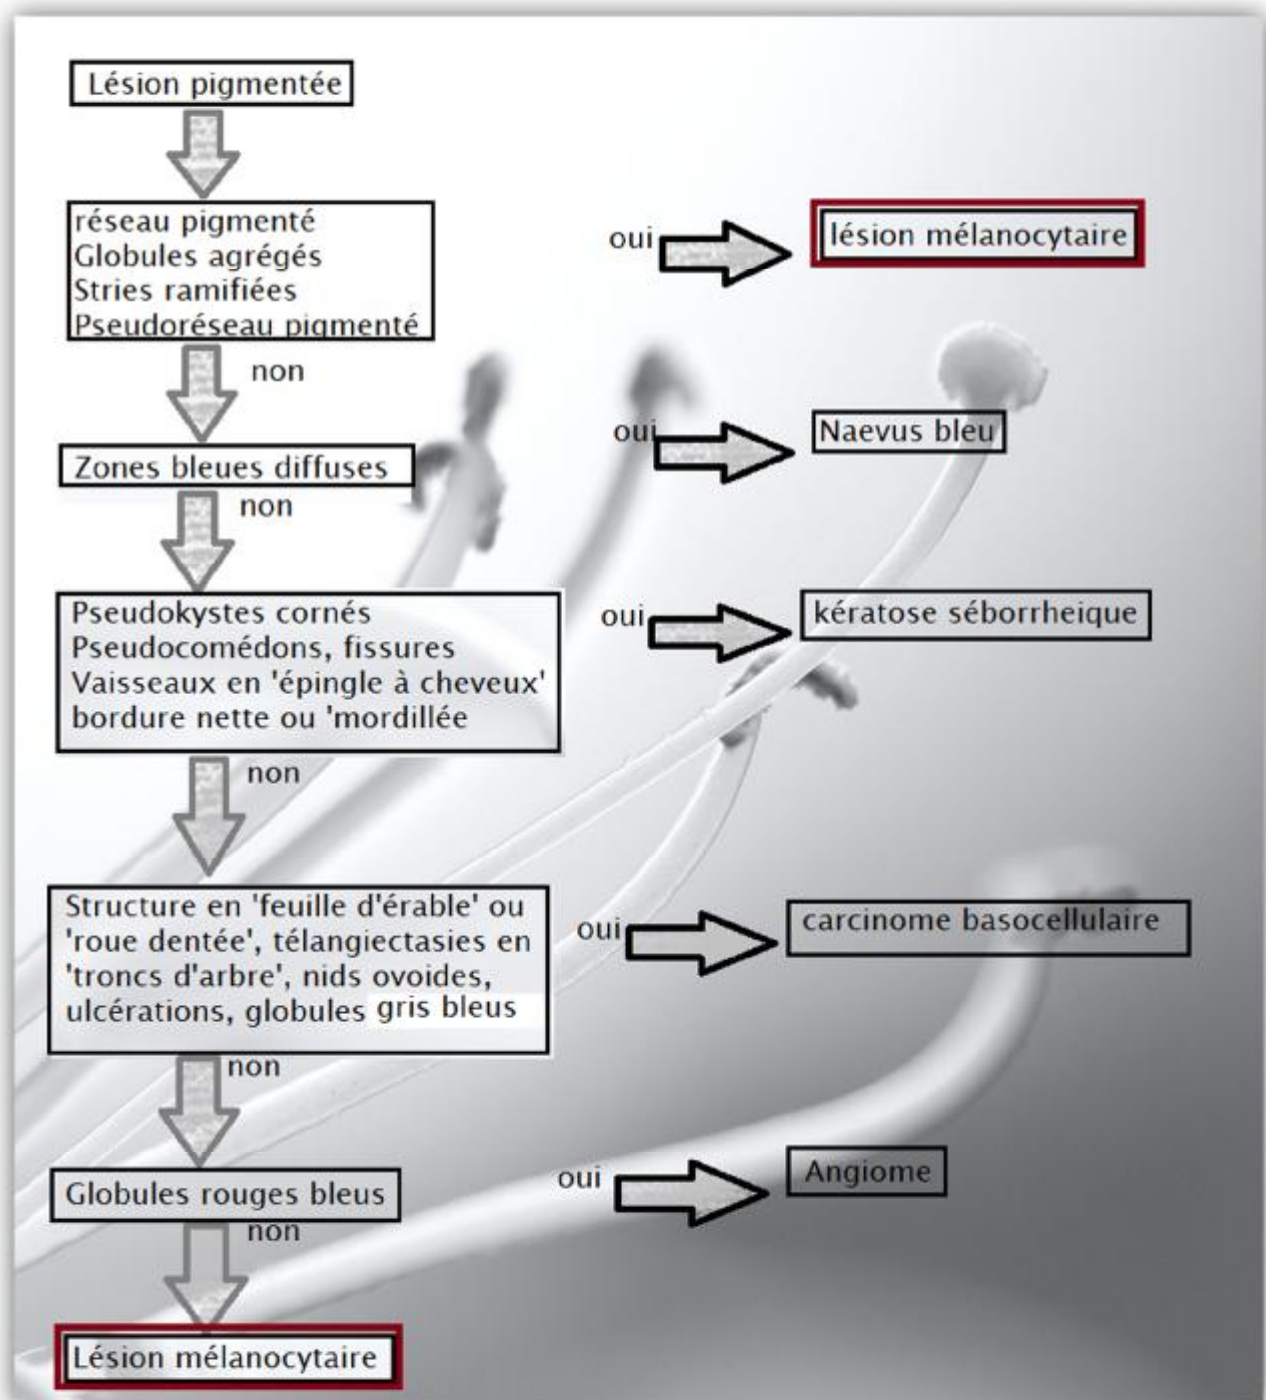 Lésion pigmentée
réseau pigmenté
Globules agrégés
Stries ramifiées
Pseudoréseau pigmenté
oui
lésion mélanocytaire
non
Zones bleues diffuses
oui
Naevus bleu
non
Pseudokystes cornés
Pseudocomédons, fissures
Vaisseaux en 'épingle à cheveux'
bordure nette ou 'mordillée
oui
kératose séborrheique
non
Structure en 'feuille d'érable' ou
'roue dentée', télangiectasies en
'troncs d'arbre', nids ovoides,
ulcérations, globules gris bleus
oui
carcinome basocellulaire
non
Globules rouges bleus
oui
Angiome
non
Lésion mélanocytaire